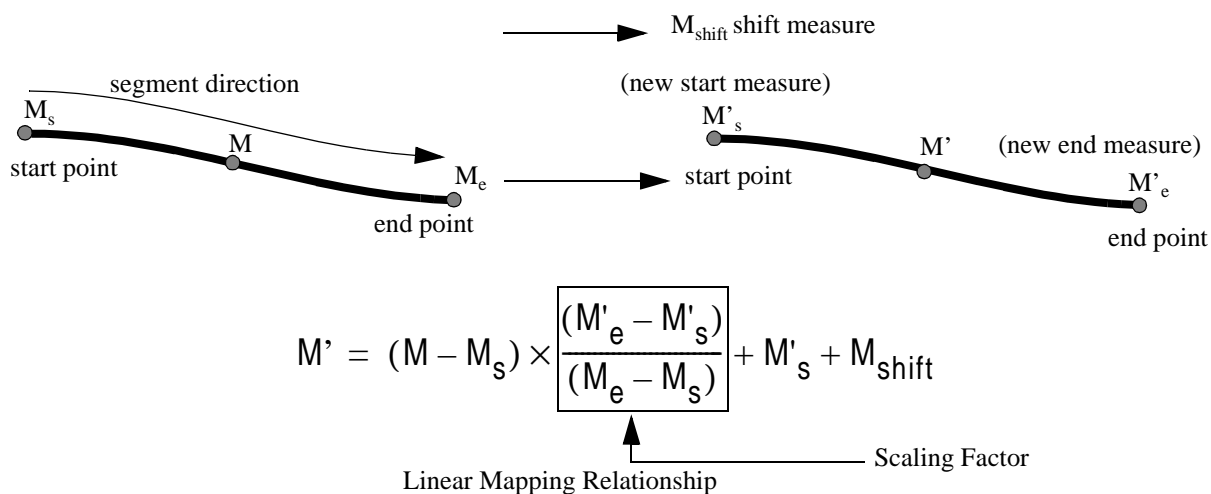 M_shift shift measure
segment direction
(new start measure)
M_s
M
M_e
start point
end point
M'_s
M'
(new end measure)
M'_e
start point
end point
M' = (M – M_s) × (M'_e – M'_s) / (M_e – M_s) + M'_s + M_shift
Scaling Factor
Linear Mapping Relationship